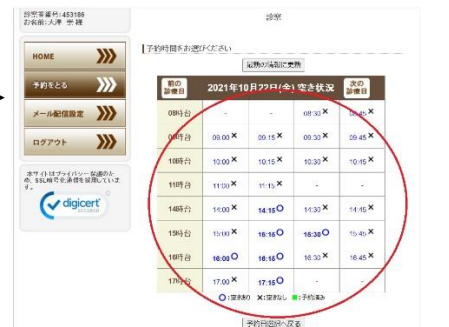 診察券番号:453186
お名前:大澤 崇 様
診察
HOME
予約をとる
メール配信設定
ログアウト
本サイトはプライバシー保護のため、SSL暗号化通信を採用しています。
digicert
SECURED
予約時間をお選びください
最新の情報に更新
前の診療日 2021年10月22日(金) 空き状況 次の診療日
08時台 - - 08:30× 08:45×
09時台 09:00× 09:15× 09:30× 09:45×
10時台 10:00× 10:15× 10:30× 10:45×
11時台 11:00× 11:15× - -
14時台 14:00× 14:15○ 14:30× 14:45×
15時台 15:00× 15:15○ 15:30○ 15:45×
16時台 16:00○ 16:15○ 16:30× 16:45×
17時台 17:00× 17:15○ - -
○:空きあり ×:空きなし ■:予約済み
予約日選択へ戻る